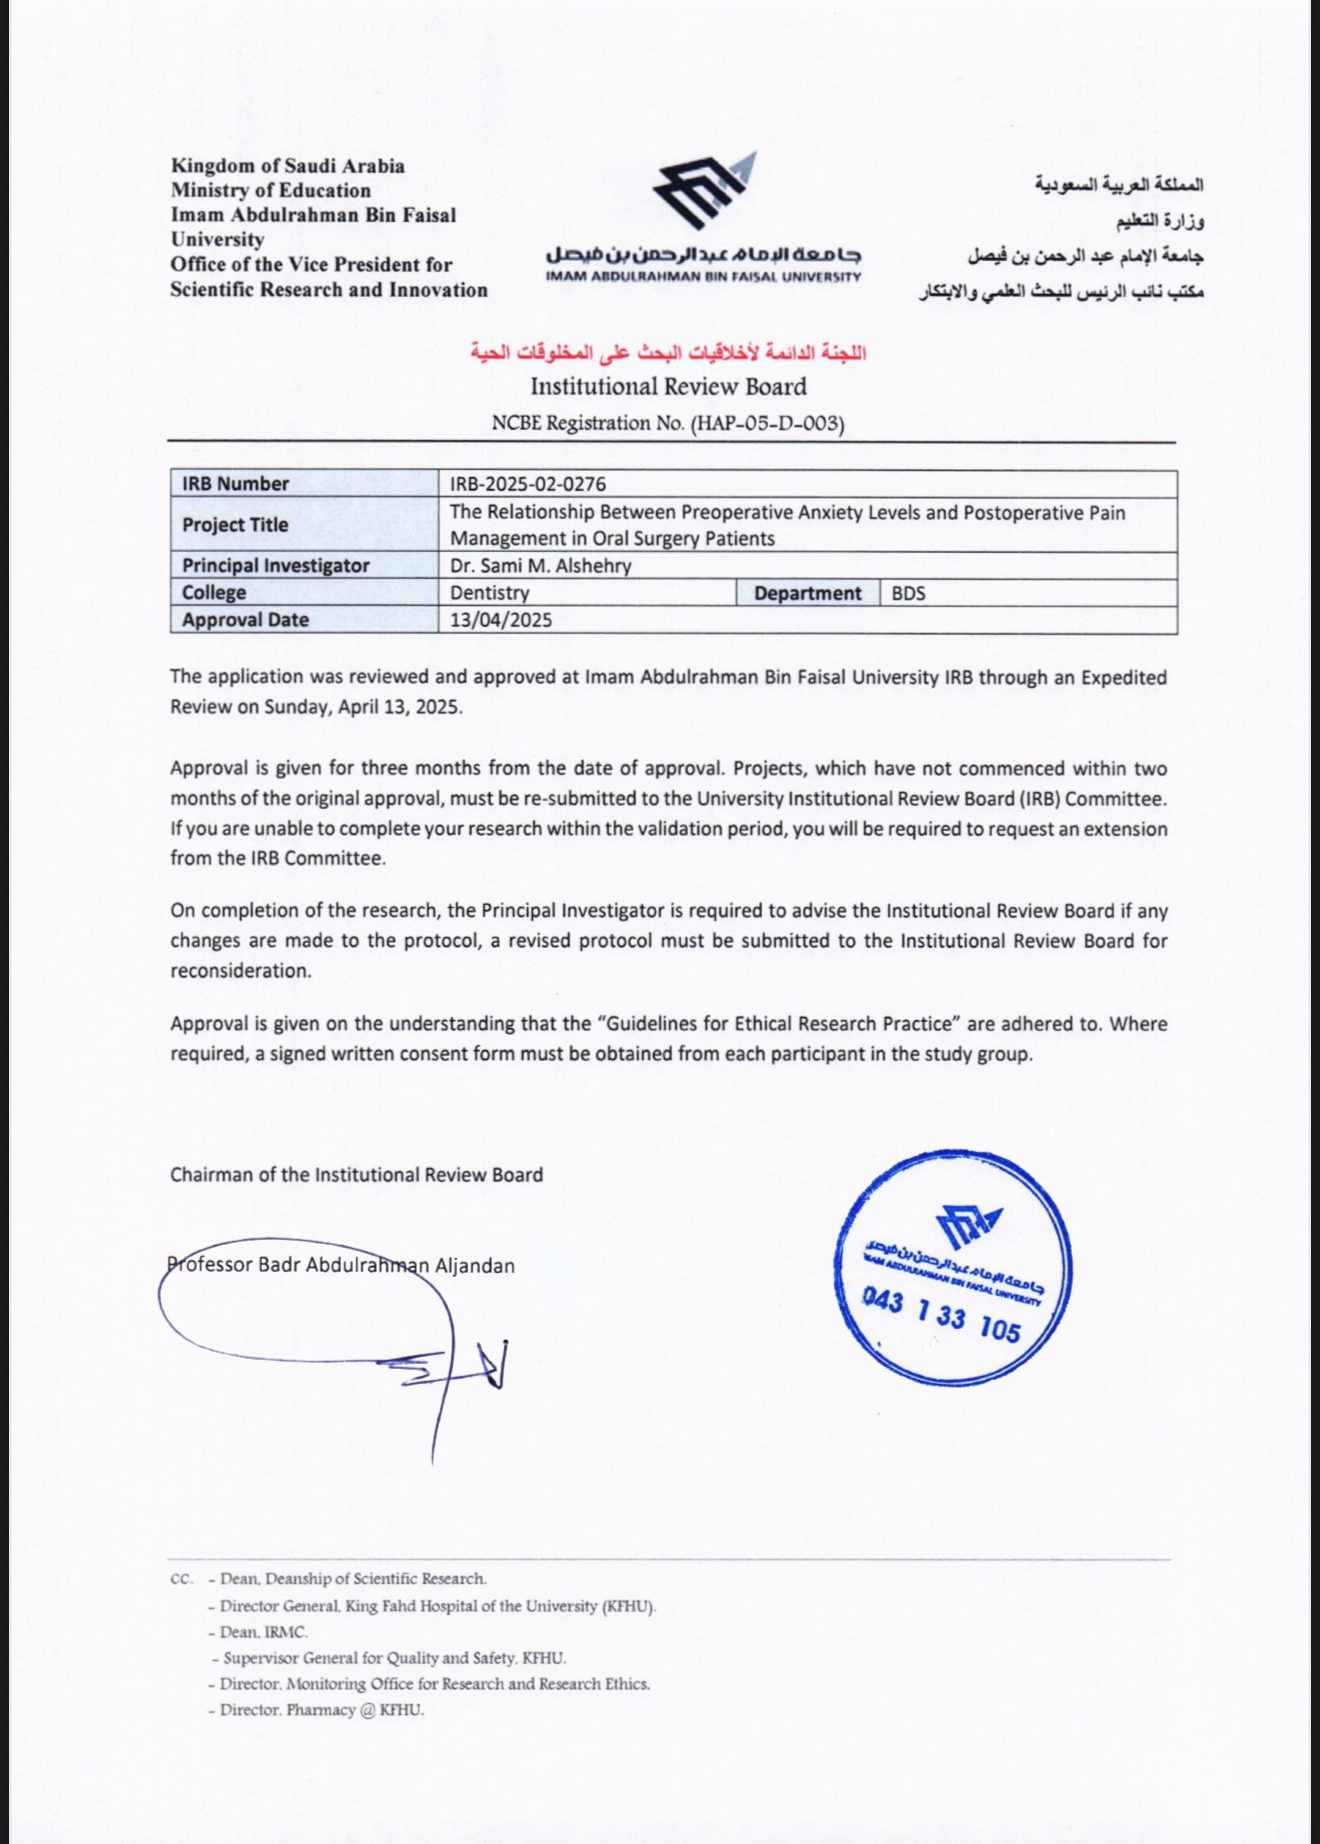 Kingdom of Saudi Arabia
Ministry of Education
Imam Abdulrahman Bin Faisal
University
Office of the Vice President for
Scientific Research and Innovation
جامعة الإمام عبد الرحمن بن فيصل
IMAM ABDULRAHMAN BIN FAISAL UNIVERSITY
المملكة العربية السعودية
وزارة التعليم
جامعة الإمام عبد الرحمن بن فيصل
مكتب نائب الرئيس للبحث العلمي والابتكار
اللجنة الدائمة لأخلاقيات البحث على المخلوقات الحية
Institutional Review Board
NCBE Registration No. (HAP-05-D-003)
IRB Number IRB-2025-02-0276
Project Title The Relationship Between Preoperative Anxiety Levels and Postoperative Pain
Management in Oral Surgery Patients
Principal Investigator Dr. Sami M. Alshehry
College Dentistry Department BDS
Approval Date 13/04/2025
The application was reviewed and approved at Imam Abdulrahman Bin Faisal University IRB through an Expedited
Review on Sunday, April 13, 2025.
Approval is given for three months from the date of approval. Projects, which have not commenced within two
months of the original approval, must be re-submitted to the University Institutional Review Board (IRB) Committee.
If you are unable to complete your research within the validation period, you will be required to request an extension
from the IRB Committee.
On completion of the research, the Principal Investigator is required to advise the Institutional Review Board if any
changes are made to the protocol, a revised protocol must be submitted to the Institutional Review Board for
reconsideration.
Approval is given on the understanding that the “Guidelines for Ethical Research Practice” are adhered to. Where
required, a signed written consent form must be obtained from each participant in the study group.
Chairman of the Institutional Review Board
Professor Badr Abdulrahman Aljandan
جامعة الإمام عبد الرحمن بن فيصل
IMAM ABDULRAHMAN BIN FAISAL UNIVERSITY
043 1 33 105
CC. - Dean, Deanship of Scientific Research.
- Director General, King Fahd Hospital of the University (KFHU).
- Dean, IRMC.
- Supervisor General for Quality and Safety, KFHU.
- Director, Monitoring Office for Research and Research Ethics.
- Director, Pharmacy @ KFHU.